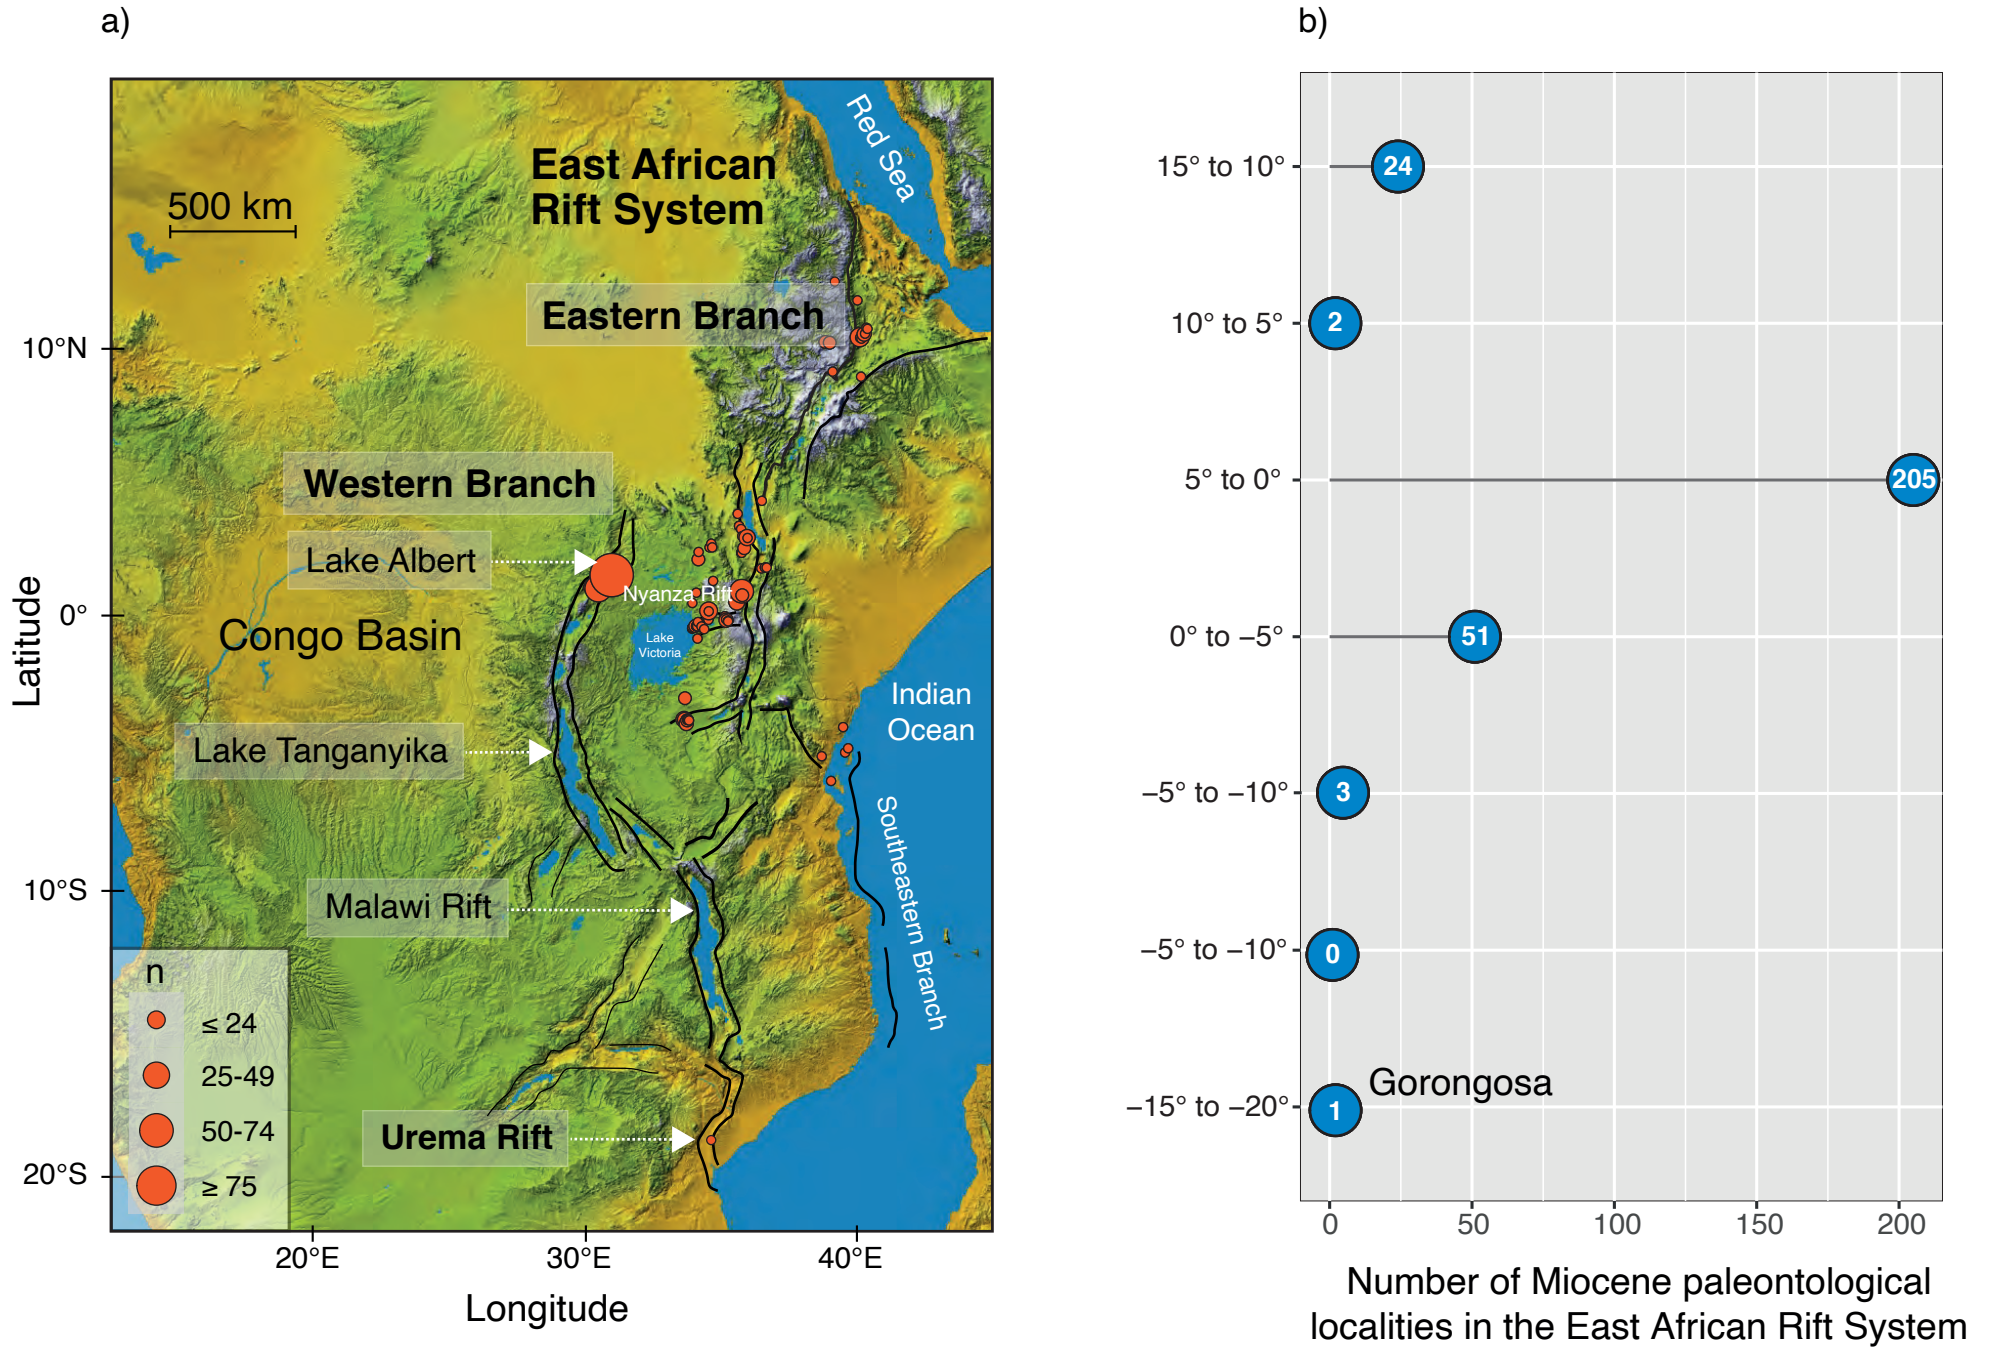 a)
East African
Rift System
500 km
Red Sea
Eastern Branch
Western Branch
Lake Albert
Nyanza Rift
Congo Basin
Lake
Victoria
Indian
Ocean
Lake Tanganyika
Southeastern Branch
Malawi Rift
Urema Rift
n
≤ 24
25-49
50-74
≥ 75
Latitude
10°N
0°
10°S
20°S
20°E
30°E
40°E
Longitude
b)
15° to 10°
24
10° to 5°
2
5° to 0°
205
0° to −5°
51
−5° to −10°
3
−5° to −10°
0
−15° to −20°
1
Gorongosa
0
50
100
150
200
Number of Miocene paleontological
localities in the East African Rift System